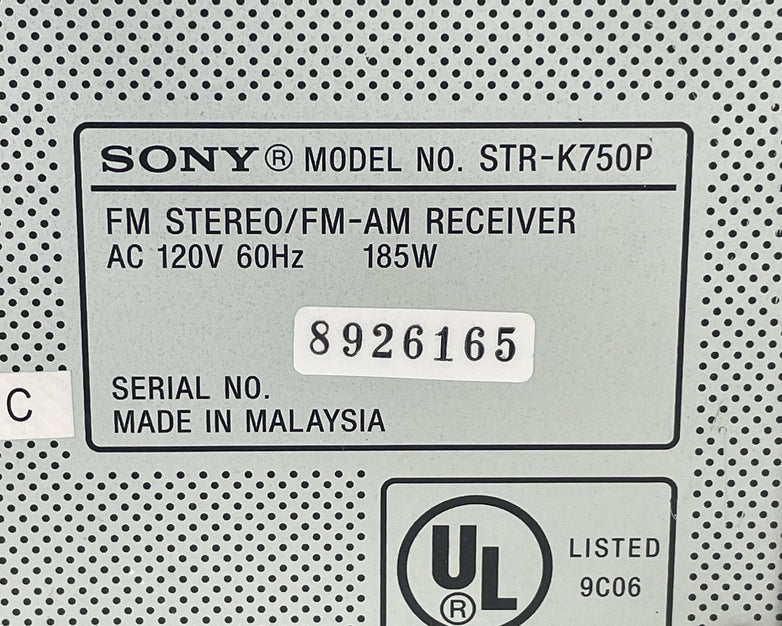 SONY® MODEL NO. STR-K750P
FM STEREO/FM-AM RECEIVER
AC 120V 60Hz 185W
8926165
SERIAL NO.
MADE IN MALAYSIA
C
UL®
LISTED
9C06